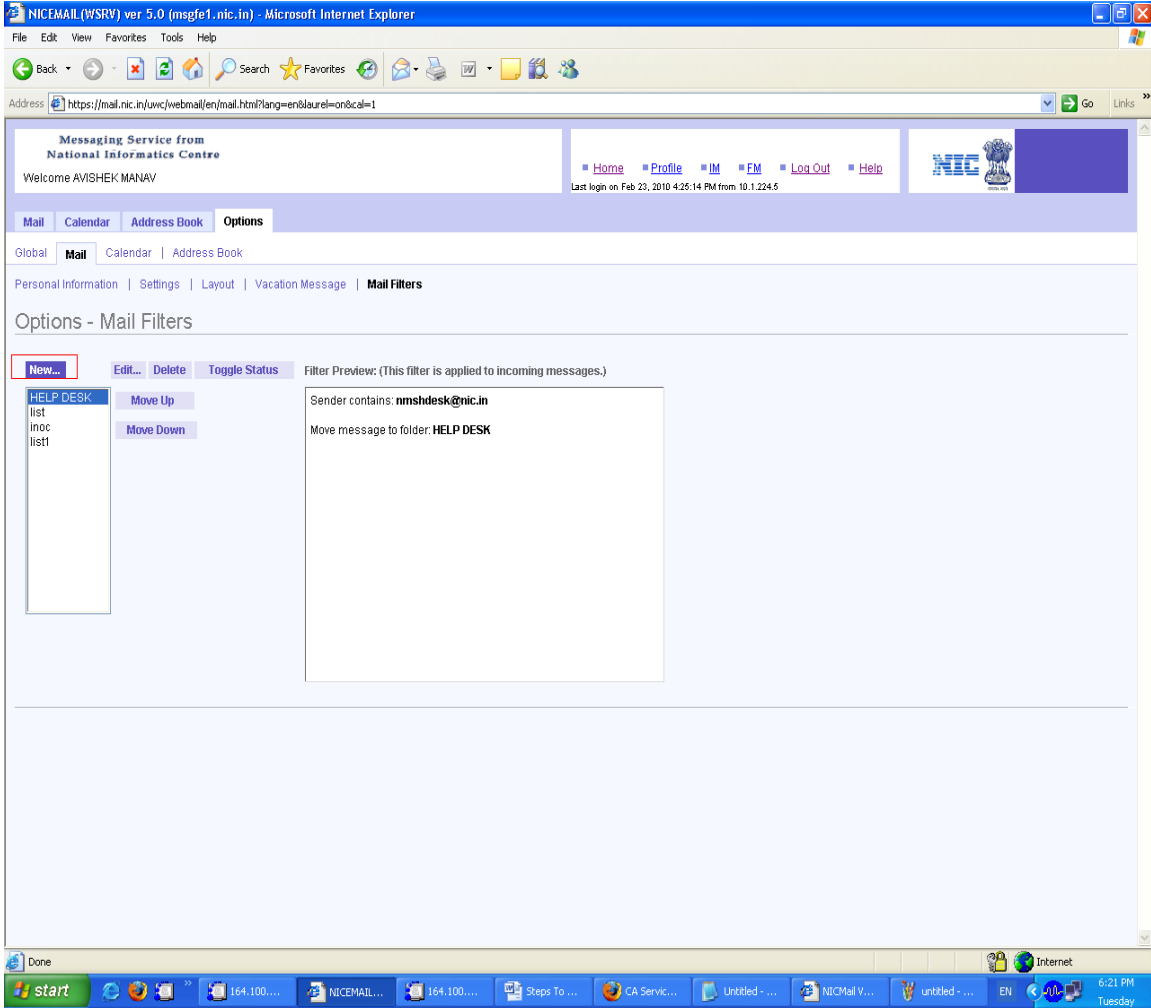 NICEMAIL(WSRV) ver 5.0 (msgfe1.nic.in) - Microsoft Internet Explorer
File Edit View Favorites Tools Help
Back Search Favorites
Address https://mail.nic.in/uwc/webmail/en/mail.html?lang=en&laurel=on&cal=1 Go Links »
Messaging Service from
National Informatics Centre
Welcome AVISHEK MANAV
Home Profile IM FM Log Out Help
Last login on Feb 23, 2010 4:25:14 PM from 10.1.224.5
NIC
Mail Calendar Address Book Options
Global Mail Calendar | Address Book
Personal Information | Settings | Layout | Vacation Message | Mail Filters
Options - Mail Filters
New... Edit... Delete Toggle Status Filter Preview: (This filter is applied to incoming messages.)
HELP DESK
list
inoc
list1
Move Up
Move Down
Sender contains: nmshdesk@nic.in
Move message to folder: HELP DESK
Done Internet
start » 164.100.... NICEMAIL... 164.100.... Steps To ... CA Servic... Untitled - ... NICMail V... untitled - ... EN 6:21 PM
Tuesday